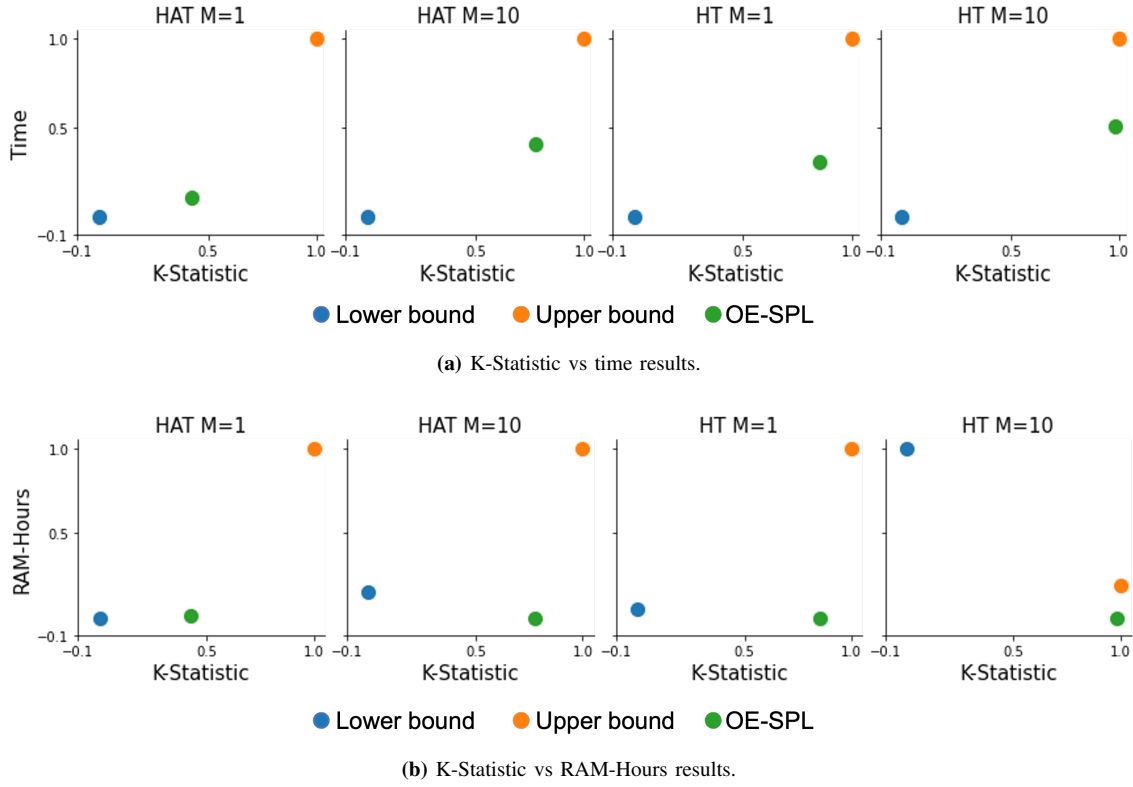 HAT M=1 HAT M=10 HT M=1 HT M=10
1.0
Time
0.5
−0.1
−0.1 0.5 1.0 −0.1 0.5 1.0 −0.1 0.5 1.0 −0.1 0.5 1.0
K-Statistic K-Statistic K-Statistic K-Statistic
Lower bound Upper bound OE-SPL
(a) K-Statistic vs time results.
HAT M=1 HAT M=10 HT M=1 HT M=10
1.0
RAM-Hours
0.5
−0.1
−0.1 0.5 1.0 −0.1 0.5 1.0 −0.1 0.5 1.0 −0.1 0.5 1.0
K-Statistic K-Statistic K-Statistic K-Statistic
Lower bound Upper bound OE-SPL
(b) K-Statistic vs RAM-Hours results.